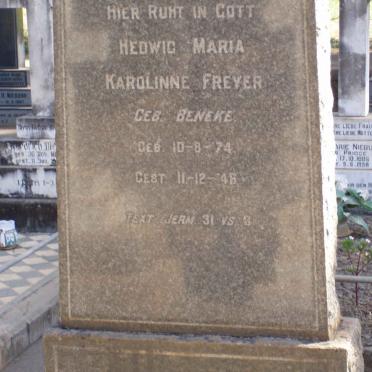 HIER RUHT IN GOTT
HEDWIG MARIA
KAROLINNE FREYER
GEB. BENEKE
GEB. 10-8-74
GEST. 11-12-46
TEXT JERM. 31 VS. 3